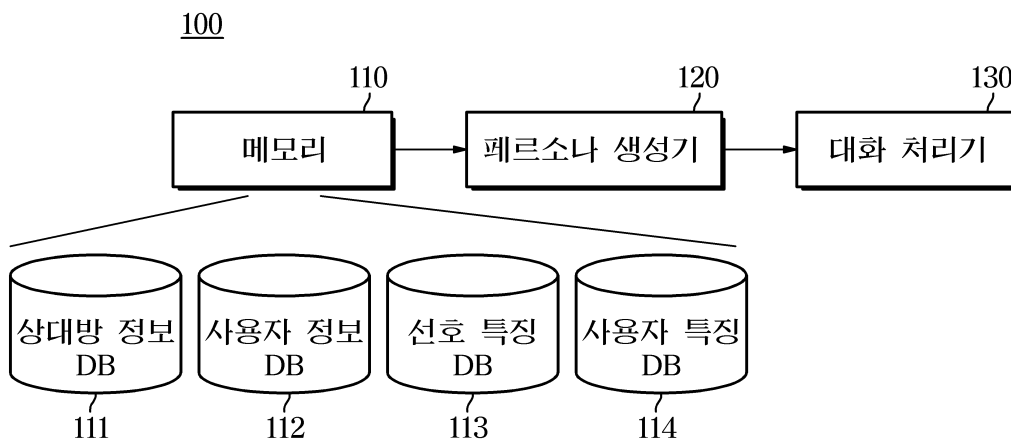 100
110
120
130
메모리
페르소나 생성기
대화 처리기
상대방 정보
DB
사용자 정보
DB
선호 특징
DB
사용자 특징
DB
111
112
113
114